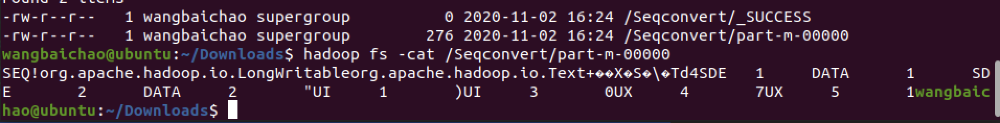 Found 2 items
-rw-r--r--   1 wangbaichao supergroup          0 2020-11-02 16:24 /Seqconvert/_SUCCESS
-rw-r--r--   1 wangbaichao supergroup        276 2020-11-02 16:24 /Seqconvert/part-m-00000
wangbaichao@ubuntu:~/Downloads$ hadoop fs -cat /Seqconvert/part-m-00000
SEQ!org.apache.hadoop.io.LongWritableorg.apache.hadoop.io.Text+��X�S�\�Td4SDE   1     DATA      1      SD
E       2      DATA     2       "UI     1       )UI     3       0UX     4       7UX     5       1wangbaic
hao@ubuntu:~/Downloads$